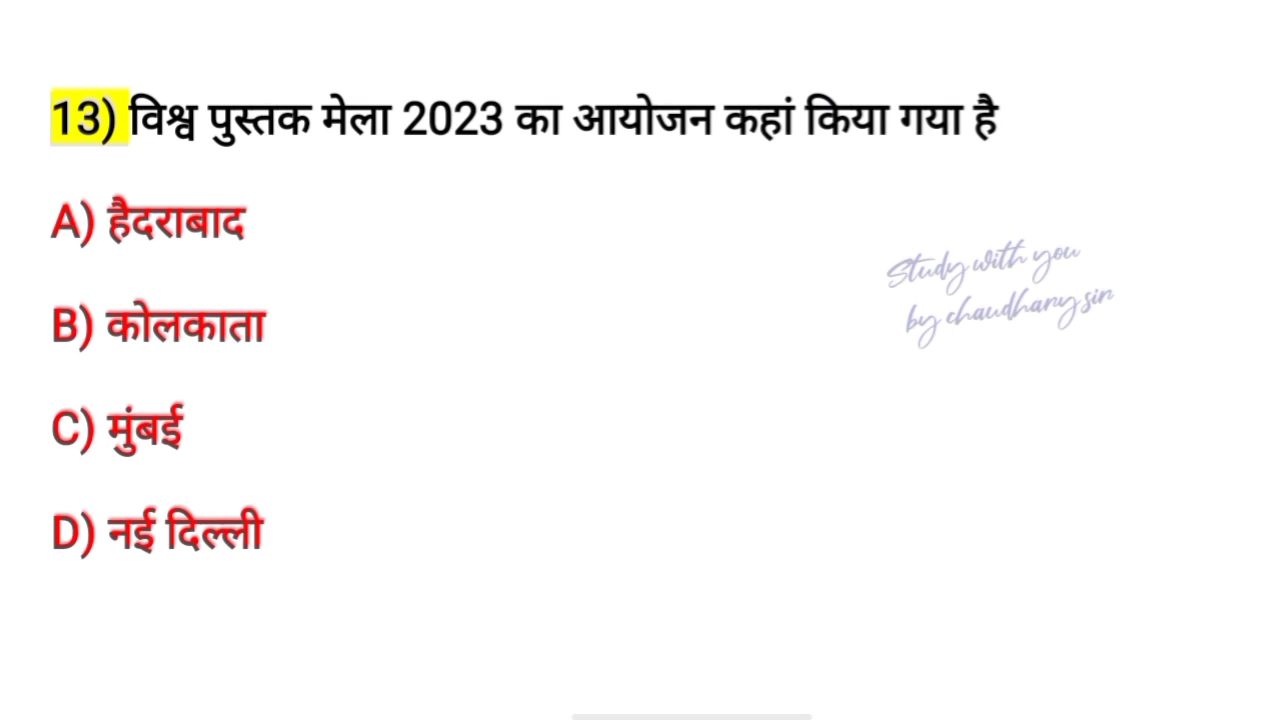 13) विश्व पुस्तक मेला 2023 का आयोजन कहां किया गया है
A) हैदराबाद
B) कोलकाता
C) मुंबई
D) नई दिल्ली
Study with you
by chaudhary sir